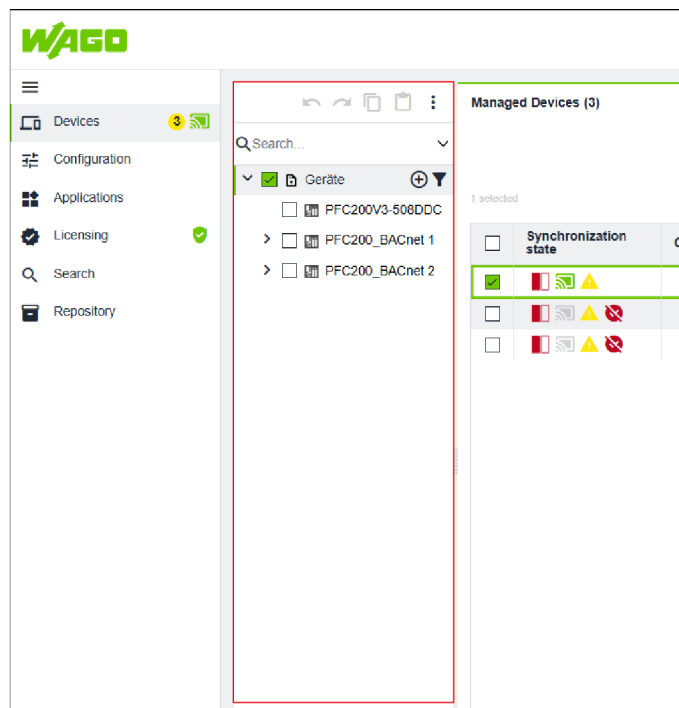 WAGO
Devices
3
Configuration
Applications
Licensing
Search
Repository
Search...
Geräte
PFC200V3-508DDC
PFC200_BACnet 1
PFC200_BACnet 2
Managed Devices (3)
1 selected
Synchronization
state